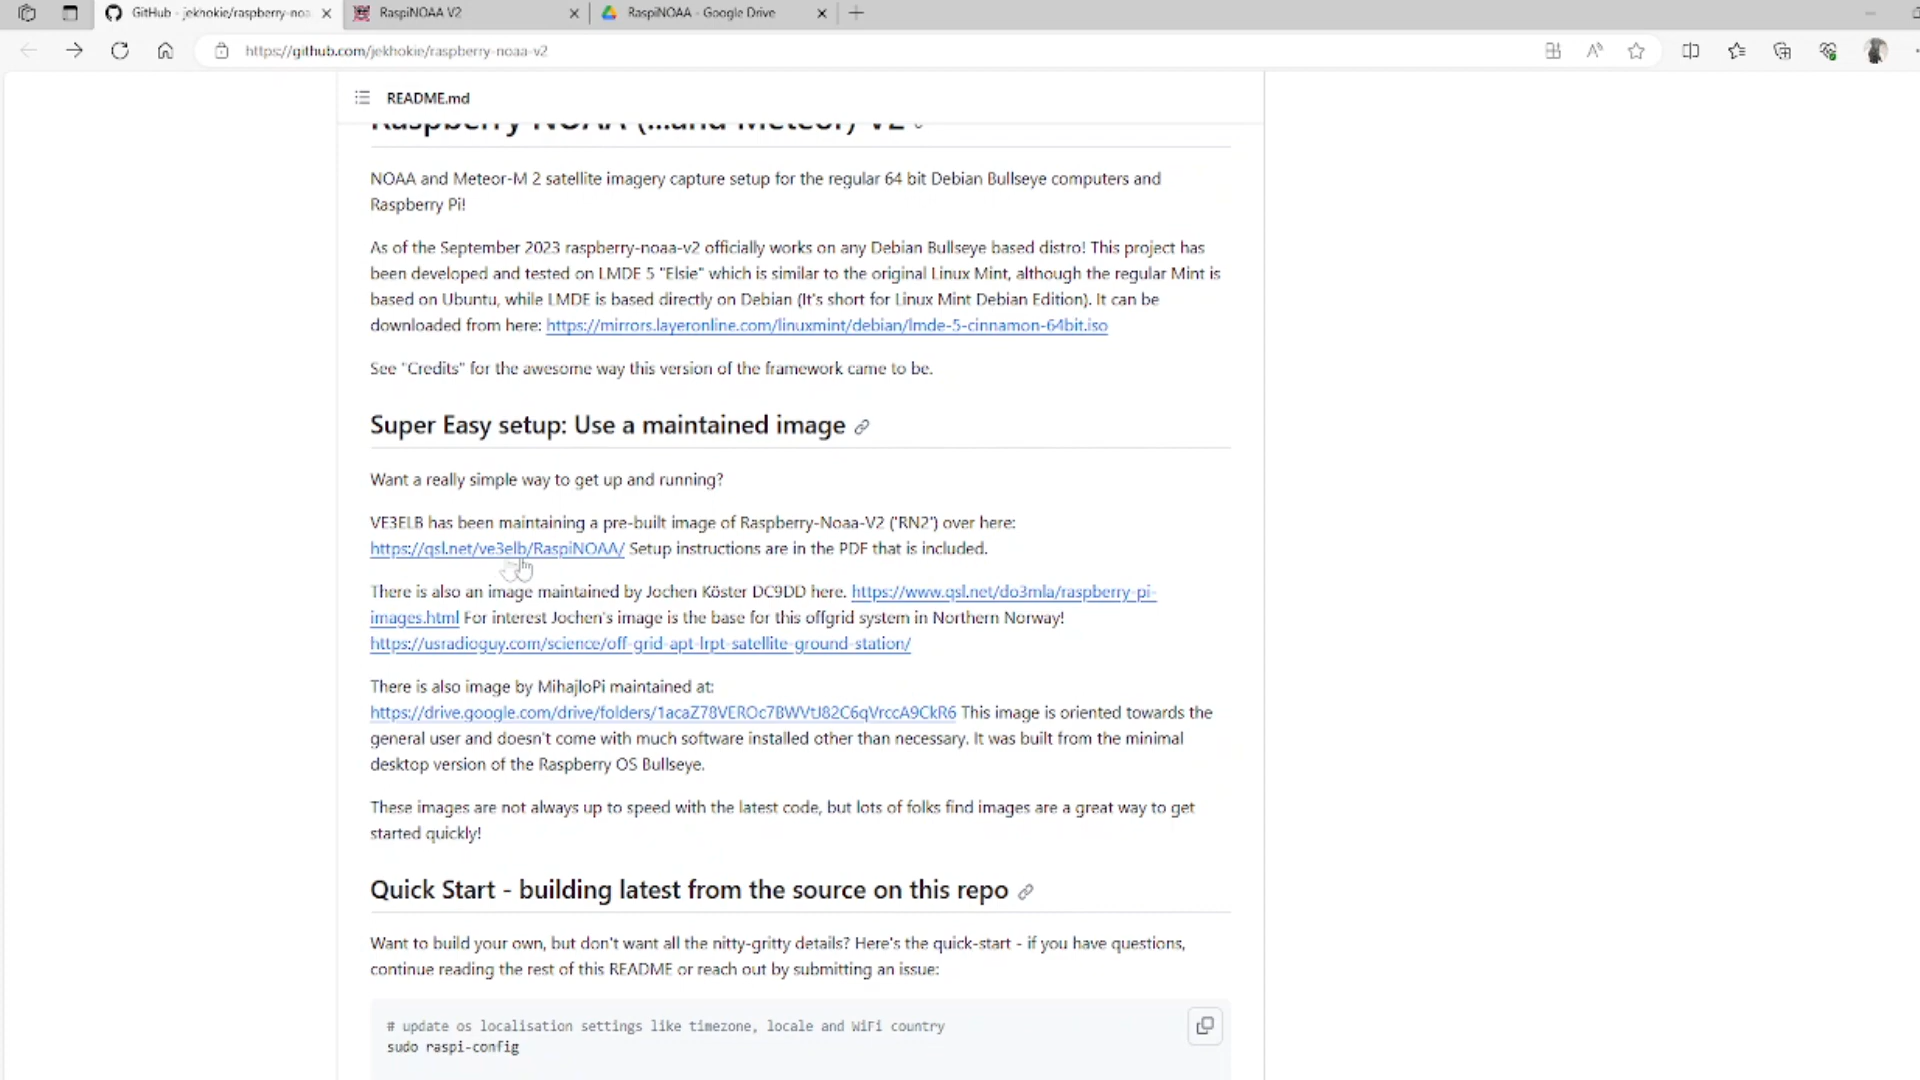 GitHub - jekhokie/raspberry-noa
RaspiNOAA V2
RaspiNOAA - Google Drive
https://github.com/jekhokie/raspberry-noaa-v2
README.md
Raspberry NOAA (...and Meteor) V2
NOAA and Meteor-M 2 satellite imagery capture setup for the regular 64 bit Debian Bullseye computers and
Raspberry Pi!
As of the September 2023 raspberry-noaa-v2 officially works on any Debian Bullseye based distro! This project has
been developed and tested on LMDE 5 "Elsie" which is similar to the original Linux Mint, although the regular Mint is
based on Ubuntu, while LMDE is based directly on Debian (It's short for Linux Mint Debian Edition). It can be
downloaded from here: https://mirrors.layeronline.com/linuxmint/debian/lmde-5-cinnamon-64bit.iso
See "Credits" for the awesome way this version of the framework came to be.
Super Easy setup: Use a maintained image
Want a really simple way to get up and running?
VE3ELB has been maintaining a pre-built image of Raspberry-Noaa-V2 ('RN2') over here:
https://qsl.net/ve3elb/RaspiNOAA/ Setup instructions are in the PDF that is included.
There is also an image maintained by Jochen Köster DC9DD here. https://www.qsl.net/do3mla/raspberry-pi-
images.html For interest Jochen's image is the base for this offgrid system in Northern Norway!
https://usradioguy.com/science/off-grid-apt-lrpt-satellite-ground-station/
There is also image by MihajloPi maintained at:
https://drive.google.com/drive/folders/1acaZ78VEROc7BWVtJ82C6qVrccA9CkR6 This image is oriented towards the
general user and doesn't come with much software installed other than necessary. It was built from the minimal
desktop version of the Raspberry OS Bullseye.
These images are not always up to speed with the latest code, but lots of folks find images are a great way to get
started quickly!
Quick Start - building latest from the source on this repo
Want to build your own, but don't want all the nitty-gritty details? Here's the quick-start - if you have questions,
continue reading the rest of this README or reach out by submitting an issue:
# update os localisation settings like timezone, locale and WiFi country
sudo raspi-config